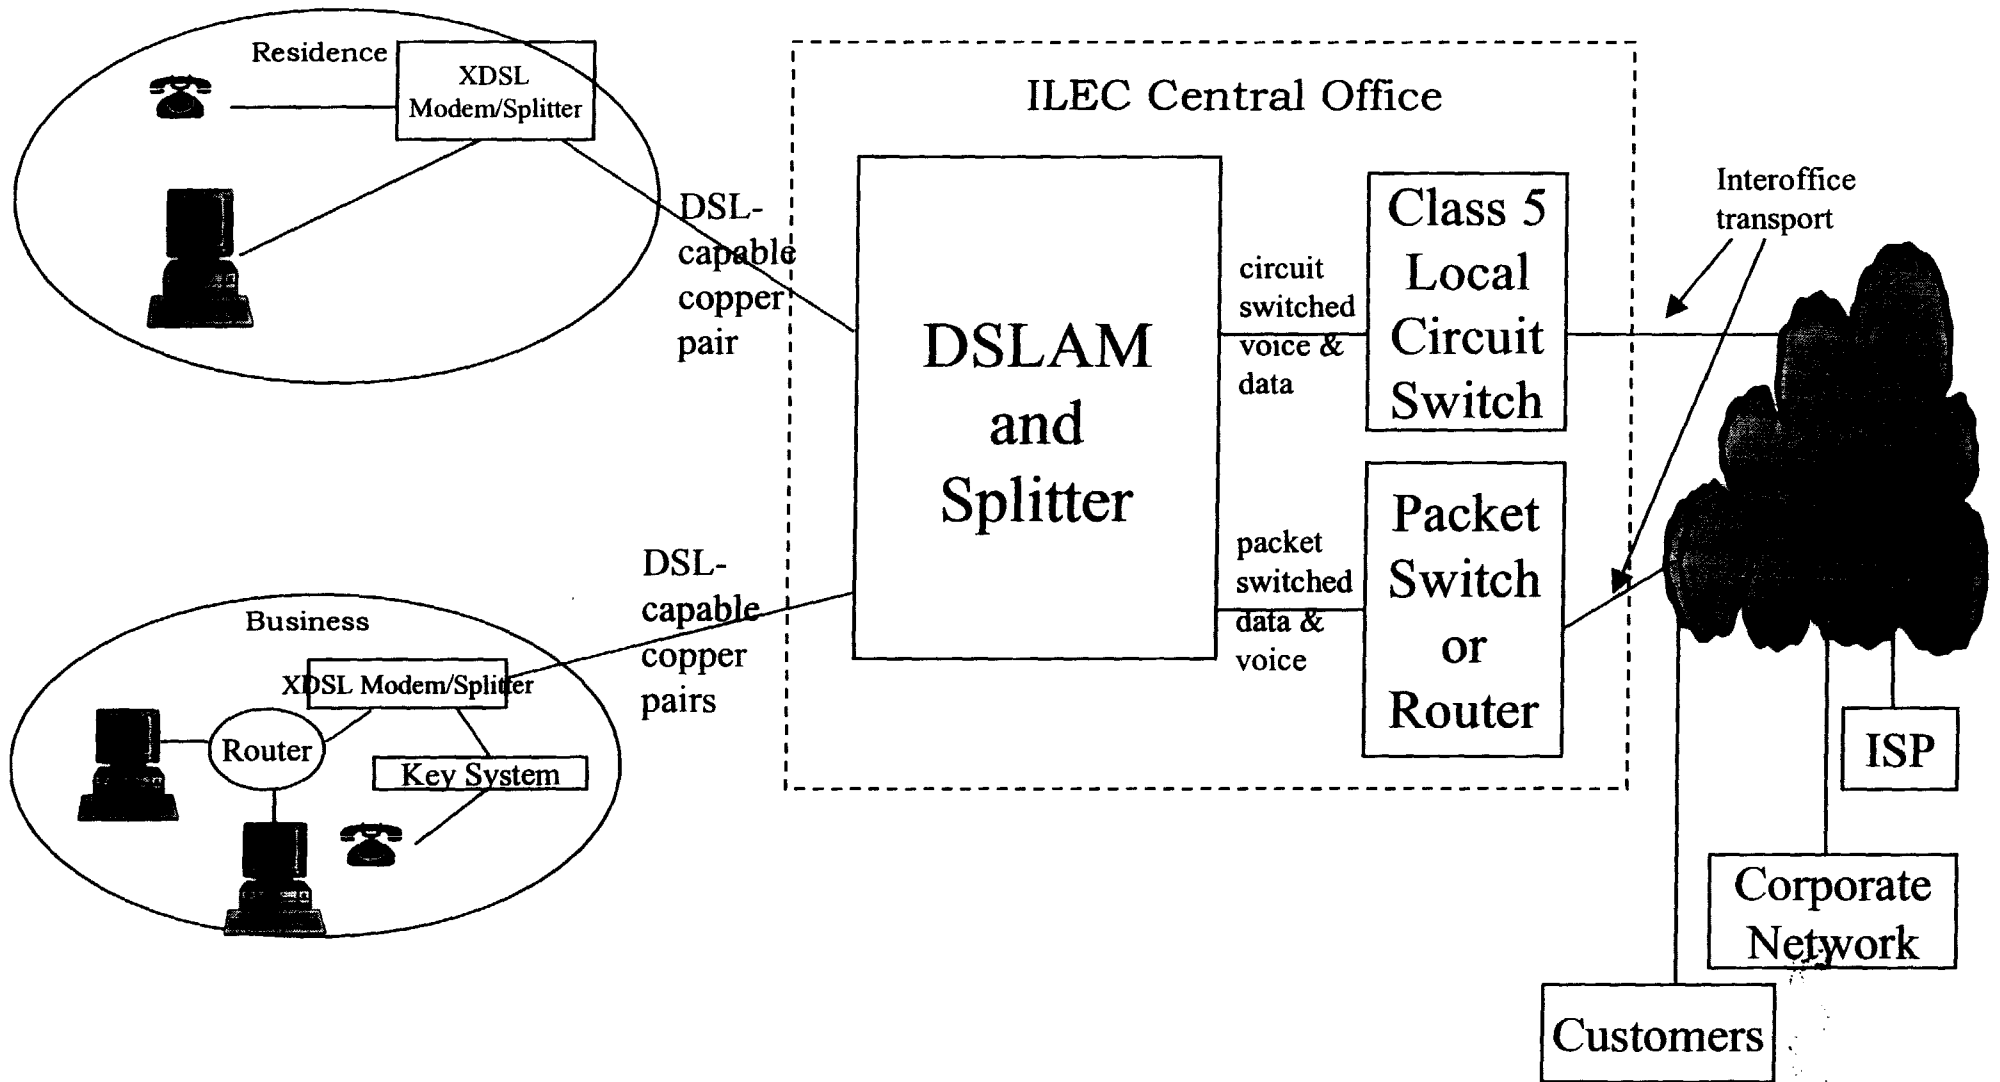 Residence
XDSL
Modem/Splitter
ILEC Central Office
DSL-
capable
copper
pair
DSLAM
and
Splitter
circuit
switched
voice &
data
Class 5
Local
Circuit
Switch
Interoffice
transport
Business
XDSL Modem/Splitter
Router
Key System
DSL-
capable
copper
pairs
packet
switched
data &
voice
Packet
Switch
or
Router
ISP
Corporate
Network
Customers